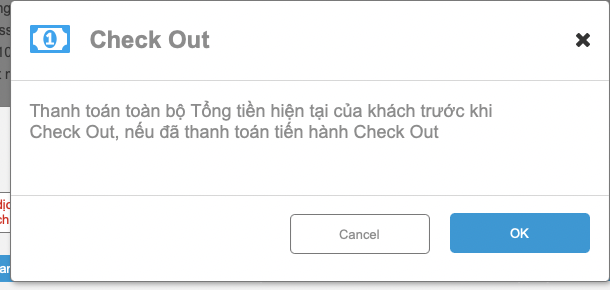 Check Out
Thanh toán toàn bộ Tổng tiền hiện tại của khách trước khi
Check Out, nếu đã thanh toán tiến hành Check Out
Cancel
OK